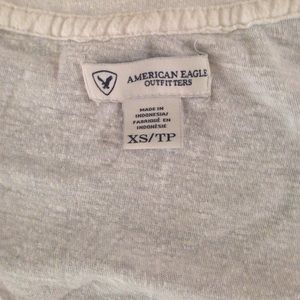 AMERICAN EAGLE
OUTFITTERS
MADE IN
INDONESIA/
FABRIQUÉ EN
INDONÉSIE
XS/TP